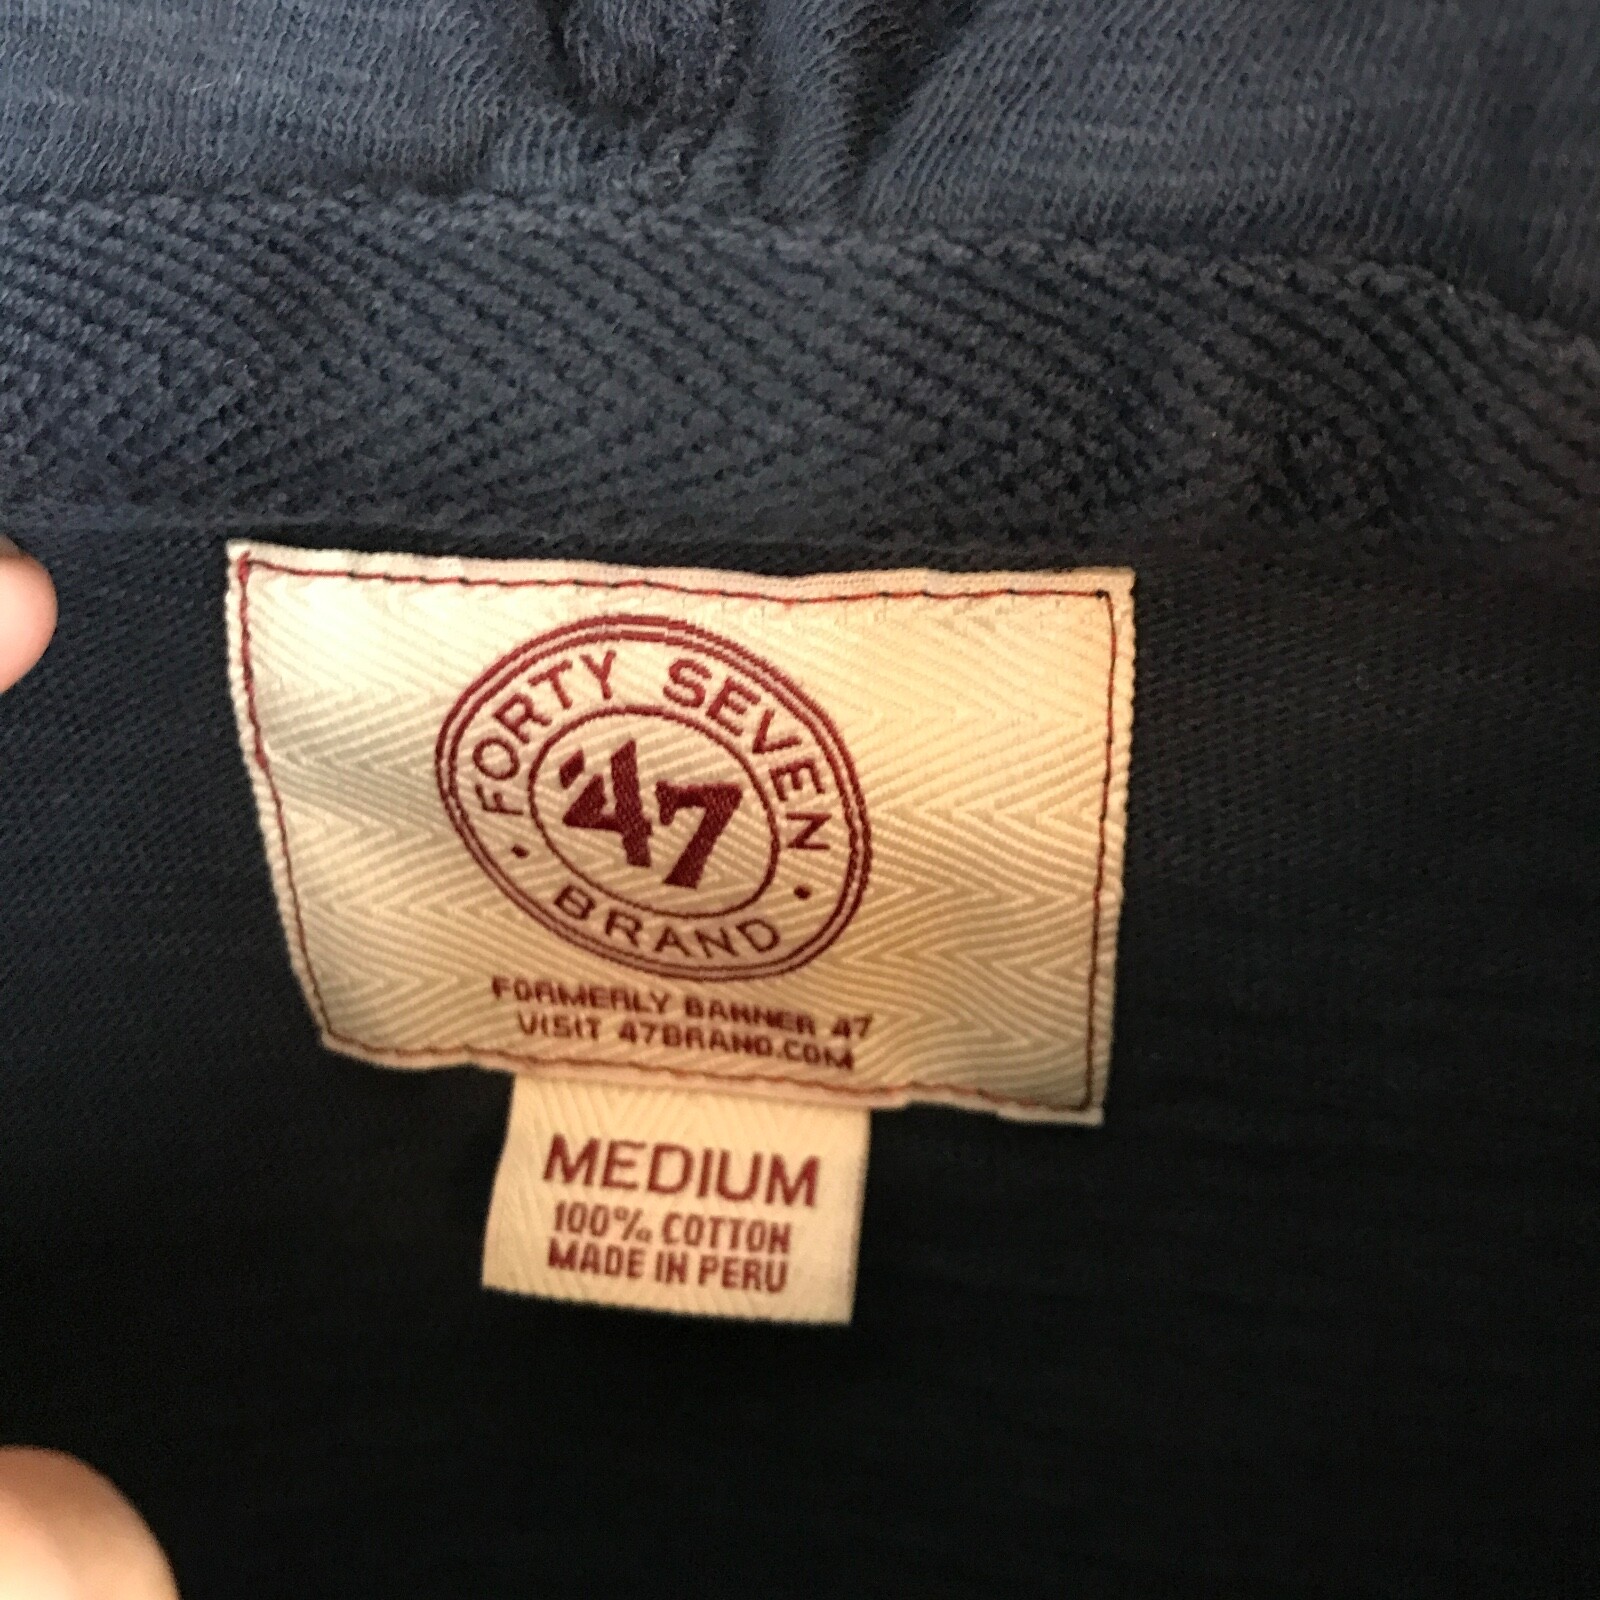 FORTY SEVEN
'47
BRAND
FORMERLY BANNER 47
VISIT 47BRAND.COM
MEDIUM
100% COTTON
MADE IN PERU